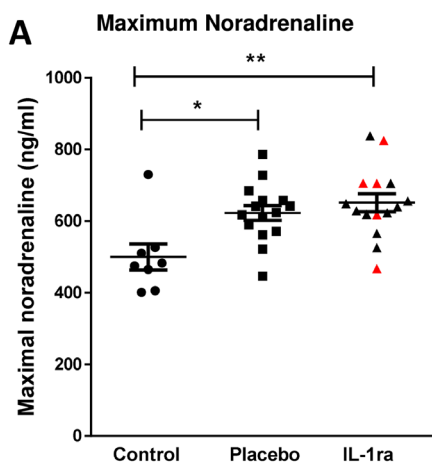 A
Maximum Noradrenaline
**
*
Maximal noradrenaline (ng/ml)
1000
800
600
400
200
0
Control Placebo IL-1ra